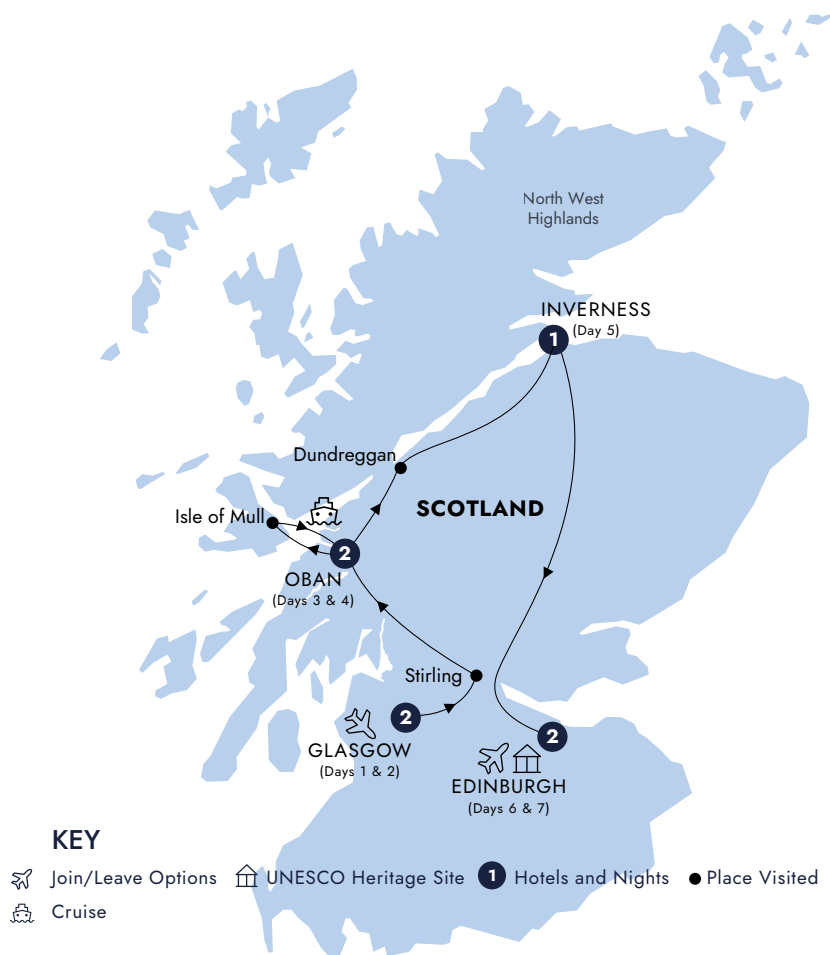 North West
Highlands
INVERNESS
(Day 5)
1
Dundreggan
SCOTLAND
Isle of Mull
2
OBAN
(Days 3 & 4)
Stirling
2
GLASGOW
(Days 1 & 2)
2
EDINBURGH
(Days 6 & 7)
KEY
Join/Leave Options UNESCO Heritage Site 1 Hotels and Nights Place Visited
Cruise